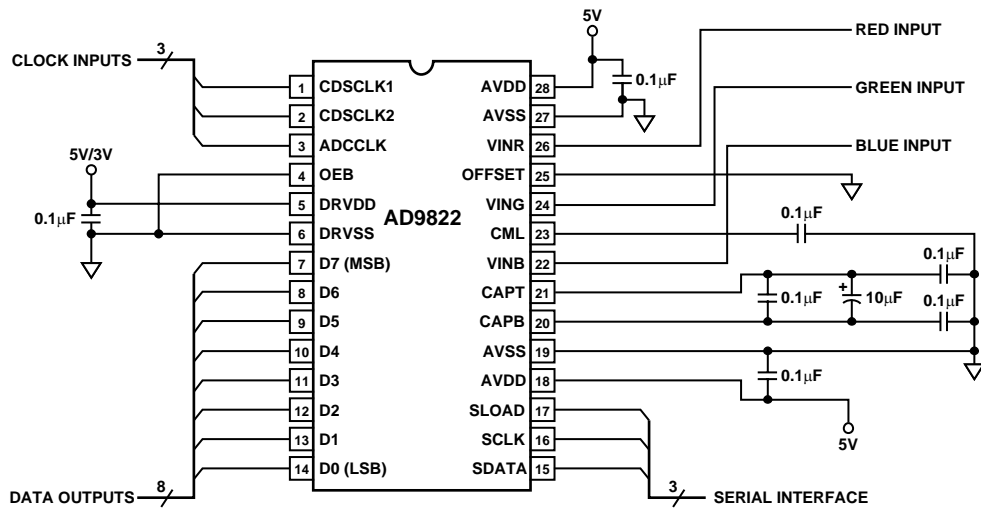 5V
3
CLOCK INPUTS
RED INPUT
1 CDSCLK1
AVDD 28
0.1µF
GREEN INPUT
2 CDSCLK2
AVSS 27
3 ADCCLK
VINR 26
BLUE INPUT
5V/3V
4 OEB
OFFSET 25
0.1µF
5 DRVDD
AD9822
VING 24
0.1µF
6 DRVSS
CML 23
7 D7 (MSB)
VINB 22
0.1µF
8 D6
CAPT 21
0.1µF
+
10µF
0.1µF
9 D5
CAPB 20
10 D4
AVSS 19
11 D3
AVDD 18
0.1µF
12 D2
SLOAD 17
13 D1
SCLK 16
5V
14 D0 (LSB)
SDATA 15
DATA OUTPUTS
8
3
SERIAL INTERFACE